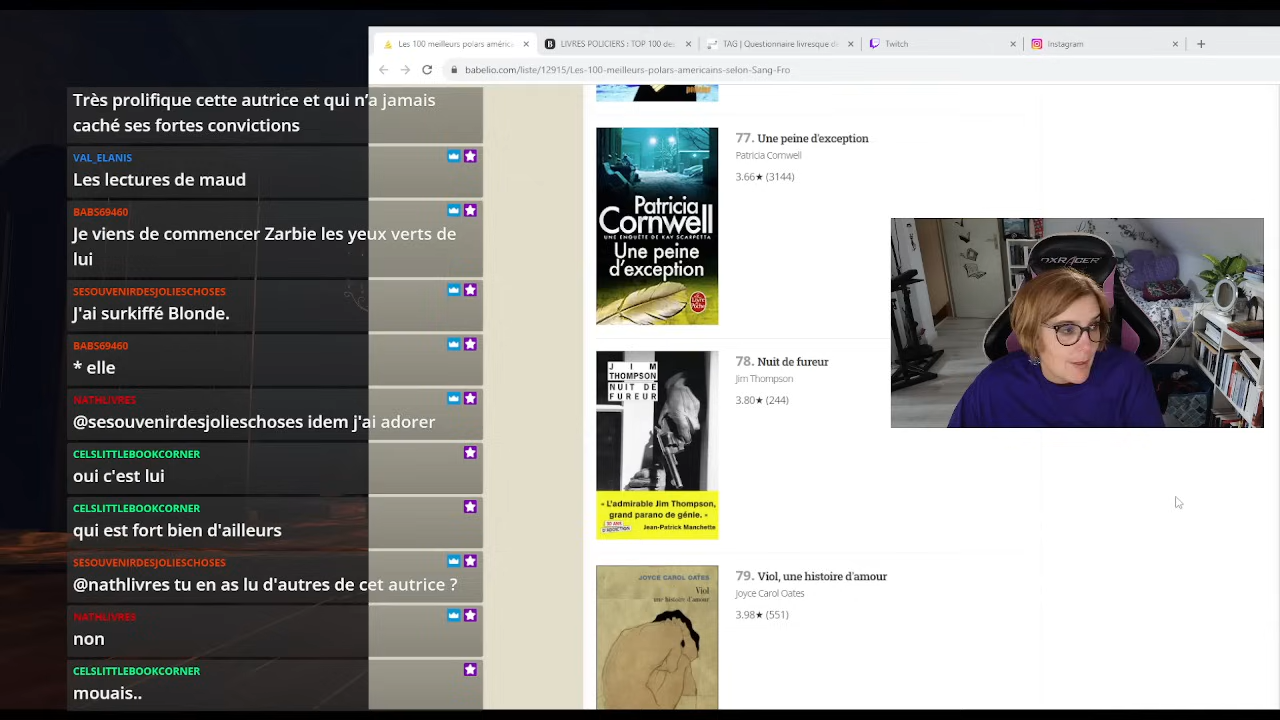 Les 100 meilleurs polars améric
LIVRES POLICIERS : TOP 100 des
TAG | Questionnaire livresque d
Twitch
Instagram
babelio.com/liste/12915/Les-100-meilleurs-polars-americains-selon-Sang-Fro
Très prolifique cette autrice et qui n'a jamais
caché ses fortes convictions
VAL_ELANIS
Les lectures de maud
BABS69460
Je viens de commencer Zarbie les yeux verts de
lui
SESOUVENIRDESJOLIESCHOSES
J'ai surkiffé Blonde.
BABS69460
* elle
NATHLIVRES
@sesouvenirdesjolieschoses idem j'ai adorer
CELSLITTLEBOOKCORNER
oui c'est lui
CELSLITTLEBOOKCORNER
qui est fort bien d'ailleurs
SESOUVENIRDESJOLIESCHOSES
@nathlivres tu en as lu d'autres de cet autrice ?
NATHLIVRES
non
CELSLITTLEBOOKCORNER
mouais..
77. Une peine d'exception
Patricia Cornwell
3.66★ (3144)
Patricia
Cornwell
UNE ENQUÊTE DE KAY SCARPETTA
Une peine
d'exception
78. Nuit de fureur
Jim Thompson
3.80★ (244)
JIM
THOMPSON
NUIT DE
FUREUR
« L'admirable Jim Thompson,
grand parano de génie. »
Jean-Patrick Manchette
79. Viol, une histoire d'amour
Joyce Carol Oates
3.98★ (551)
JOYCE CAROL OATES
Viol
une histoire d'amour
DXRACER